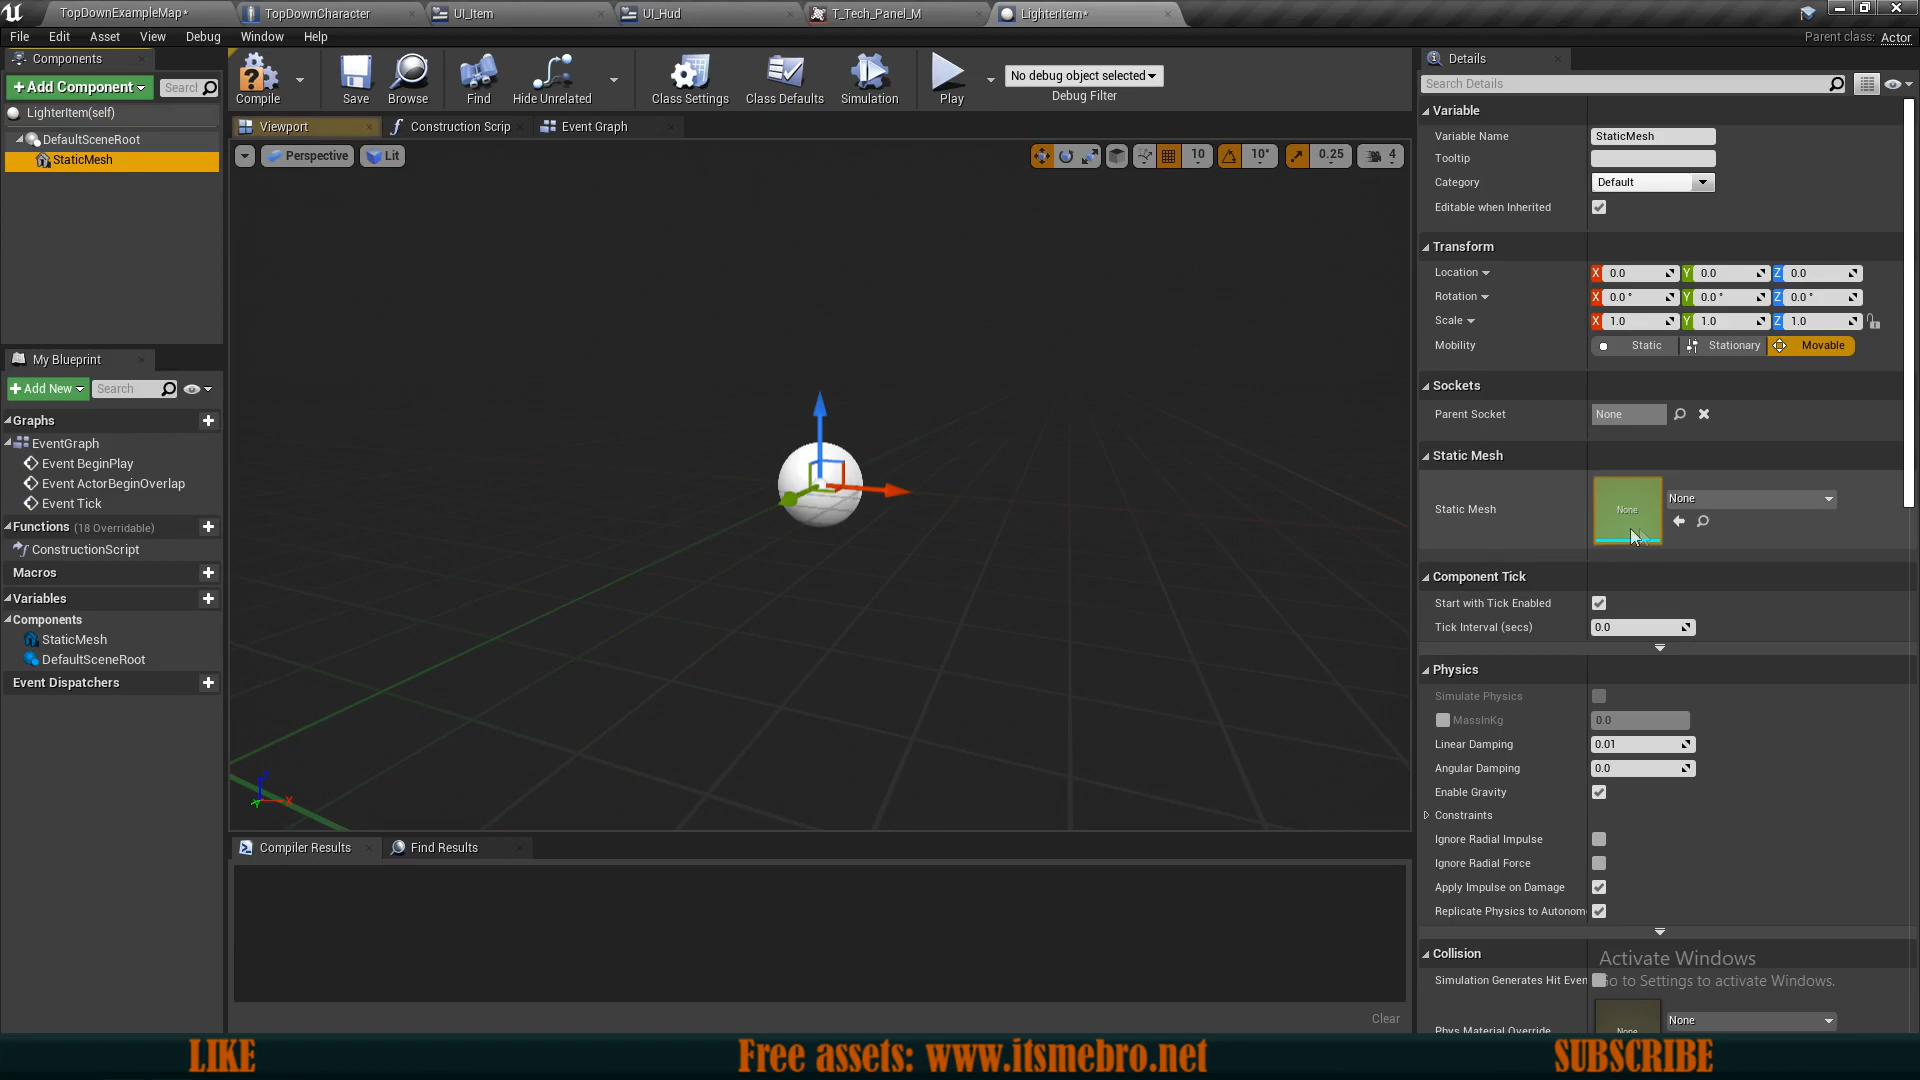 TopDownExampleMap*
TopDownCharacter
UI_Item
UI_Hud
T_Tech_Panel_M
LighterItem*
File
Edit
Asset
View
Debug
Window
Help
Parent class: Actor
Components
+Add Component
Search
LighterItem(self)
DefaultSceneRoot
StaticMesh
Compile
Save
Browse
Find
Hide Unrelated
Class Settings
Class Defaults
Simulation
Play
No debug object selected
Debug Filter
Viewport
Construction Scrip
Event Graph
Perspective
Lit
10
10°
0.25
4
My Blueprint
+Add New
Search
Graphs
EventGraph
Event BeginPlay
Event ActorBeginOverlap
Event Tick
Functions (18 Overridable)
ConstructionScript
Macros
Variables
Components
StaticMesh
DefaultSceneRoot
Event Dispatchers
Compiler Results
Find Results
Clear
Details
Search Details
Variable
Variable Name StaticMesh
Tooltip
Category Default
Editable when Inherited
Transform
Location X 0.0 Y 0.0 Z 0.0
Rotation X 0.0° Y 0.0° Z 0.0°
Scale X 1.0 Y 1.0 Z 1.0
Mobility Static Stationary Movable
Sockets
Parent Socket None
Static Mesh
Static Mesh None None
Component Tick
Start with Tick Enabled
Tick Interval (secs) 0.0
Physics
Simulate Physics
MassInKg 0.0
Linear Damping 0.01
Angular Damping 0.0
Enable Gravity
Constraints
Ignore Radial Impulse
Ignore Radial Force
Apply Impulse on Damage
Replicate Physics to Autonom
Collision
Activate Windows
Simulation Generates Hit Even
Go to Settings to activate Windows.
Phys Material Override None None
LIKE
Free assets: www.itsmebro.net
SUBSCRIBE